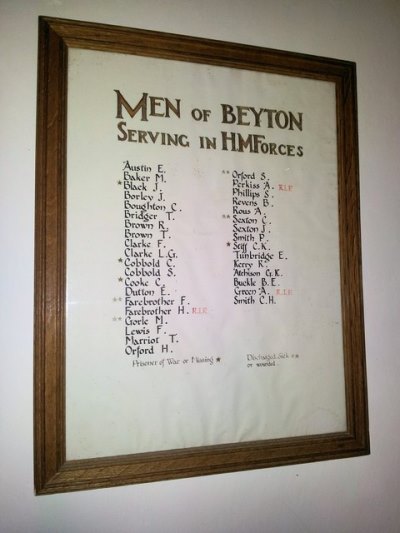 MEN OF BEYTON
SERVING IN HMFORCES
Austin E.
Baker M.
* Black J.
Borley J.
Boughton C.
Bridger T.
Brown R.
Brown T.
Clarke F.
Clarke L.G.
* Cobbold C.
Cobbold S.
* Cooke C.
Dutton E.
** Farebrother F.
Farebrother H. R.I.P.
** Gorle M.
Lewis F.
Marriot T.
Orford H.
Prisoner of War or Missing *
** Orford S.
Perkiss A. R.I.P.
Phillips S.
Revens B.
Rous A.
** Sexton C.
Sexton J.
Smith P.
* Stiff C.K.
Tunbridge E.
Kerry R.
Atchison G.K.
Buckle B.E.
Green A. R.I.P.
Smith C.H.
Discharged sick
or wounded